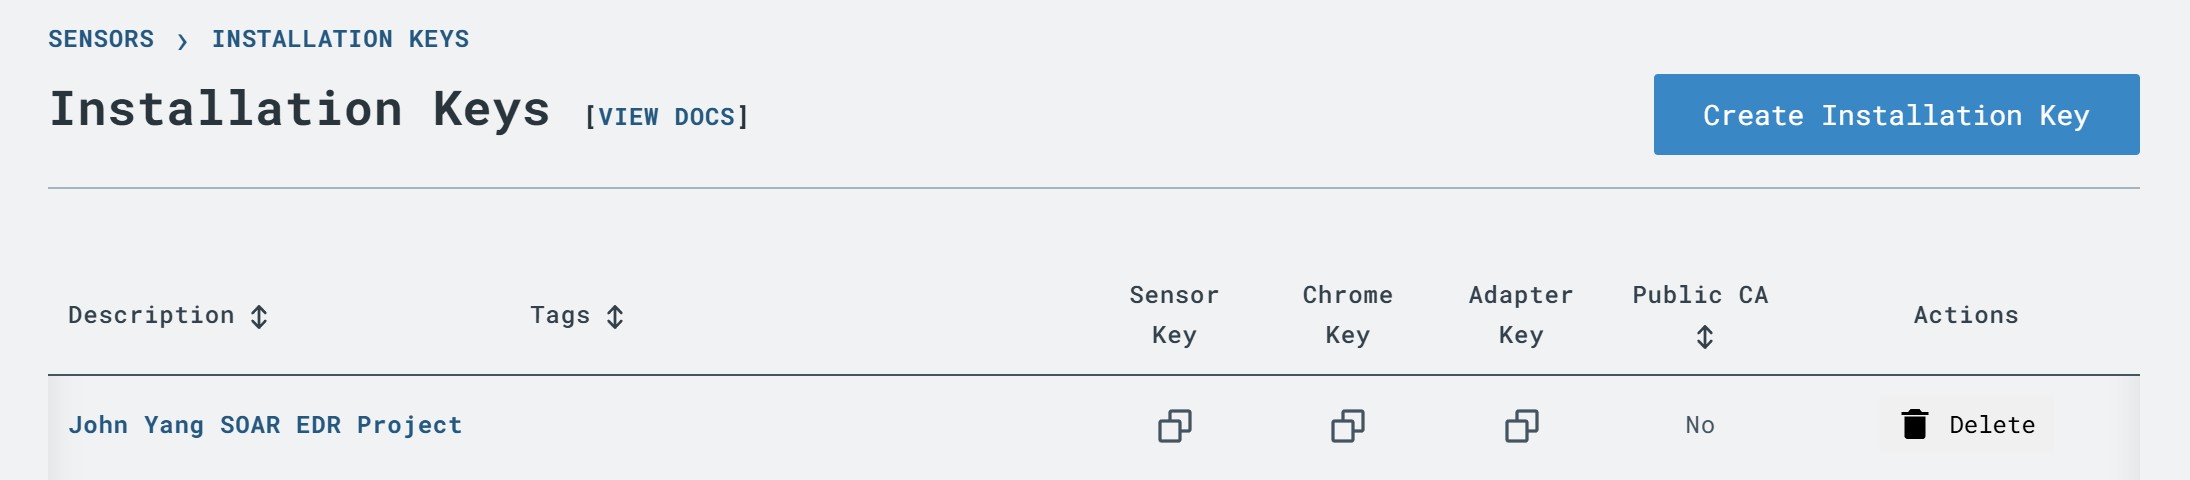 SENSORS › INSTALLATION KEYS
Installation Keys [VIEW DOCS]
Create Installation Key
Description Tags Sensor Key Chrome Key Adapter Key Public CA Actions
John Yang SOAR EDR Project No Delete